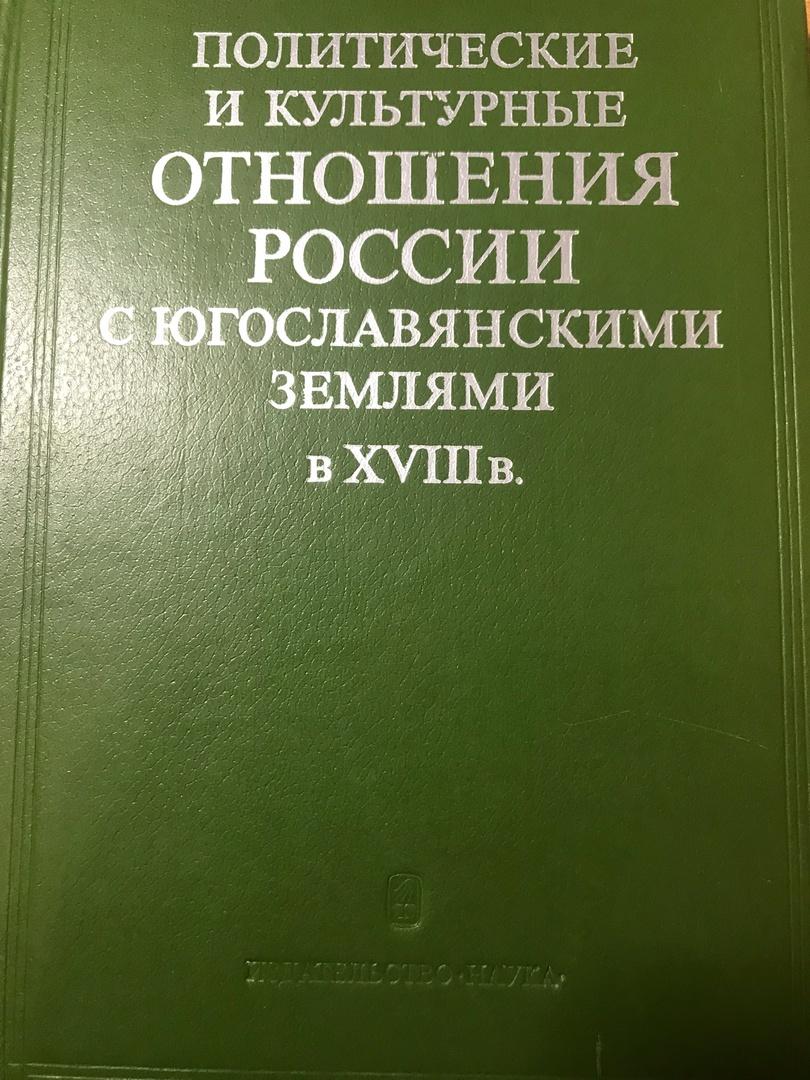 ПОЛИТИЧЕСКИЕ
И КУЛЬТУРНЫЕ
ОТНОШЕНИЯ
РОССИИ
С ЮГОСЛАВЯНСКИМИ
ЗЕМЛЯМИ
в XVIII в.
ИЗДАТЕЛЬСТВО «НАУКА»